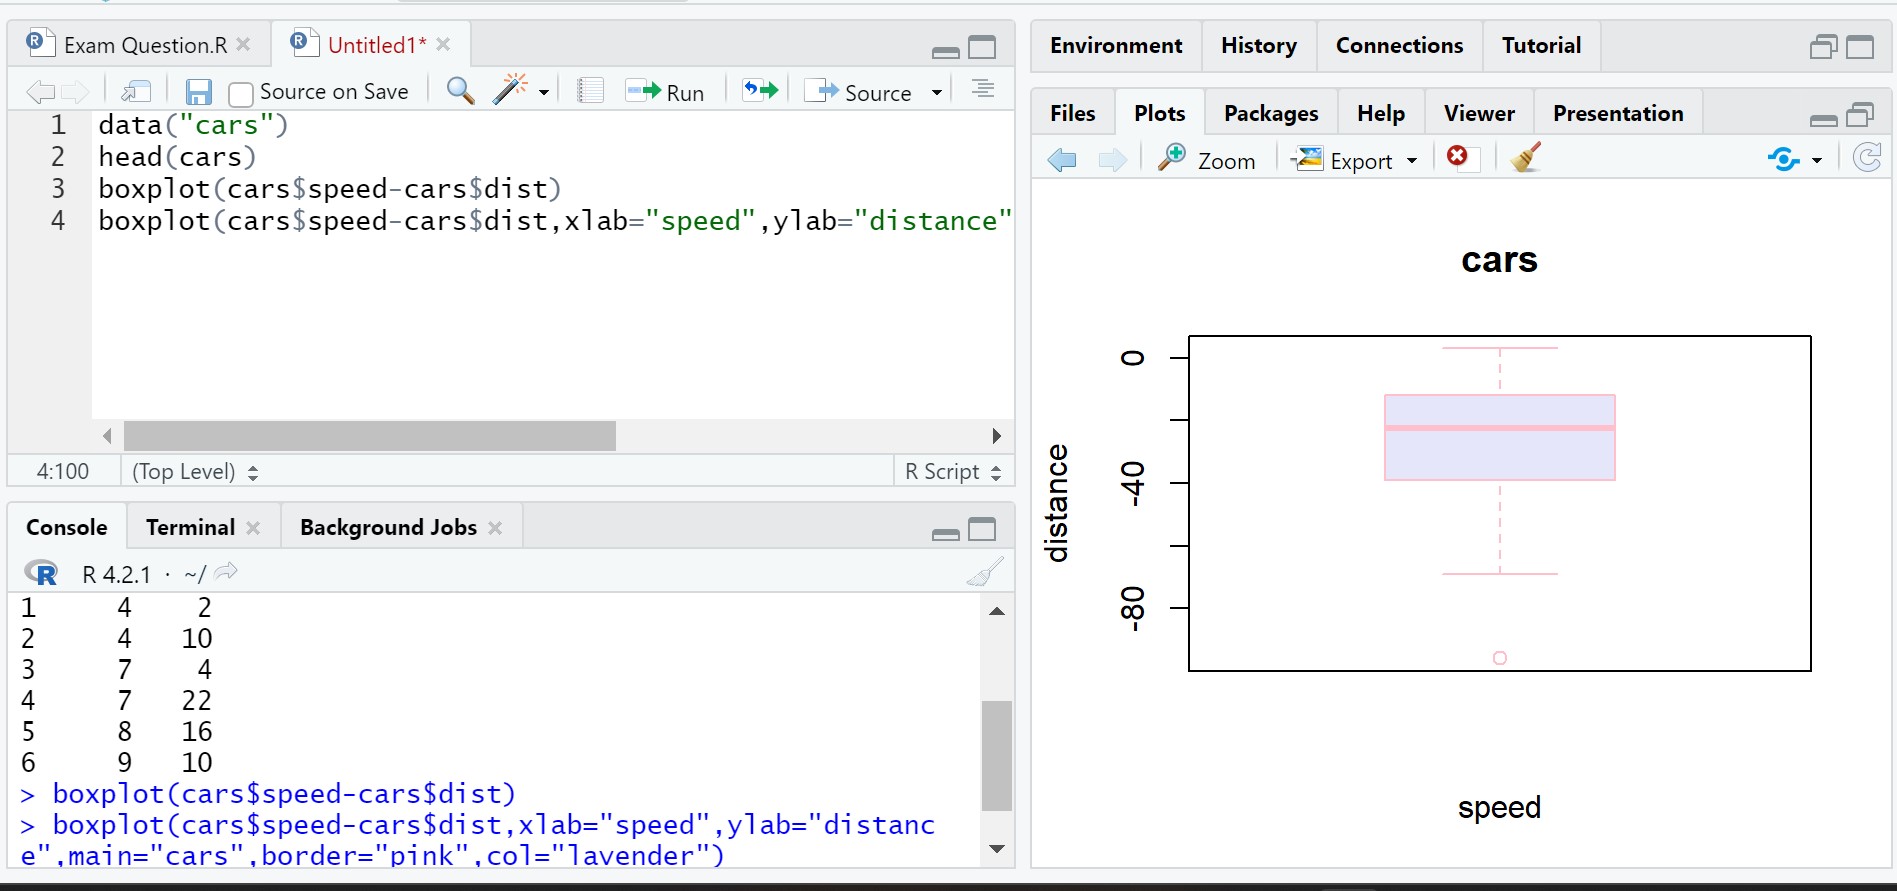 Exam Question.R
Untitled1*
Source on Save
Run
Source
1 data("cars")
2 head(cars)
3 boxplot(cars$speed-cars$dist)
4 boxplot(cars$speed-cars$dist,xlab="speed",ylab="distance"
4:100 (Top Level) R Script
Console Terminal Background Jobs
R 4.2.1 · ~/
1 4 2
2 4 10
3 7 4
4 7 22
5 8 16
6 9 10
> boxplot(cars$speed-cars$dist)
> boxplot(cars$speed-cars$dist,xlab="speed",ylab="distanc
e",main="cars",border="pink",col="lavender")
Environment History Connections Tutorial
Files Plots Packages Help Viewer Presentation
Zoom Export
cars
0
-40
-80
distance
speed